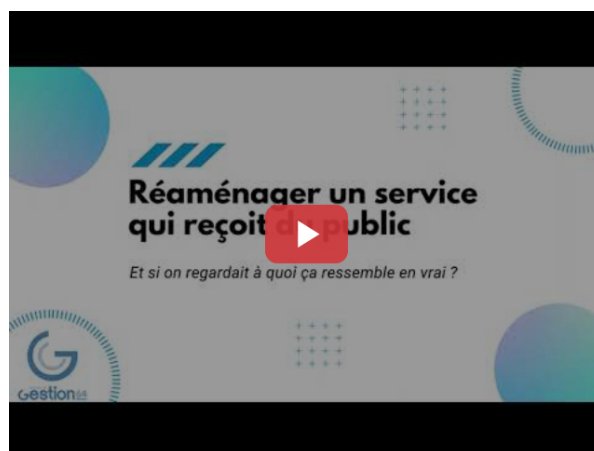 Réaménager un service
qui reçoit du public
Et si on regardait à quoi ça ressemble en vrai ?
Gestion